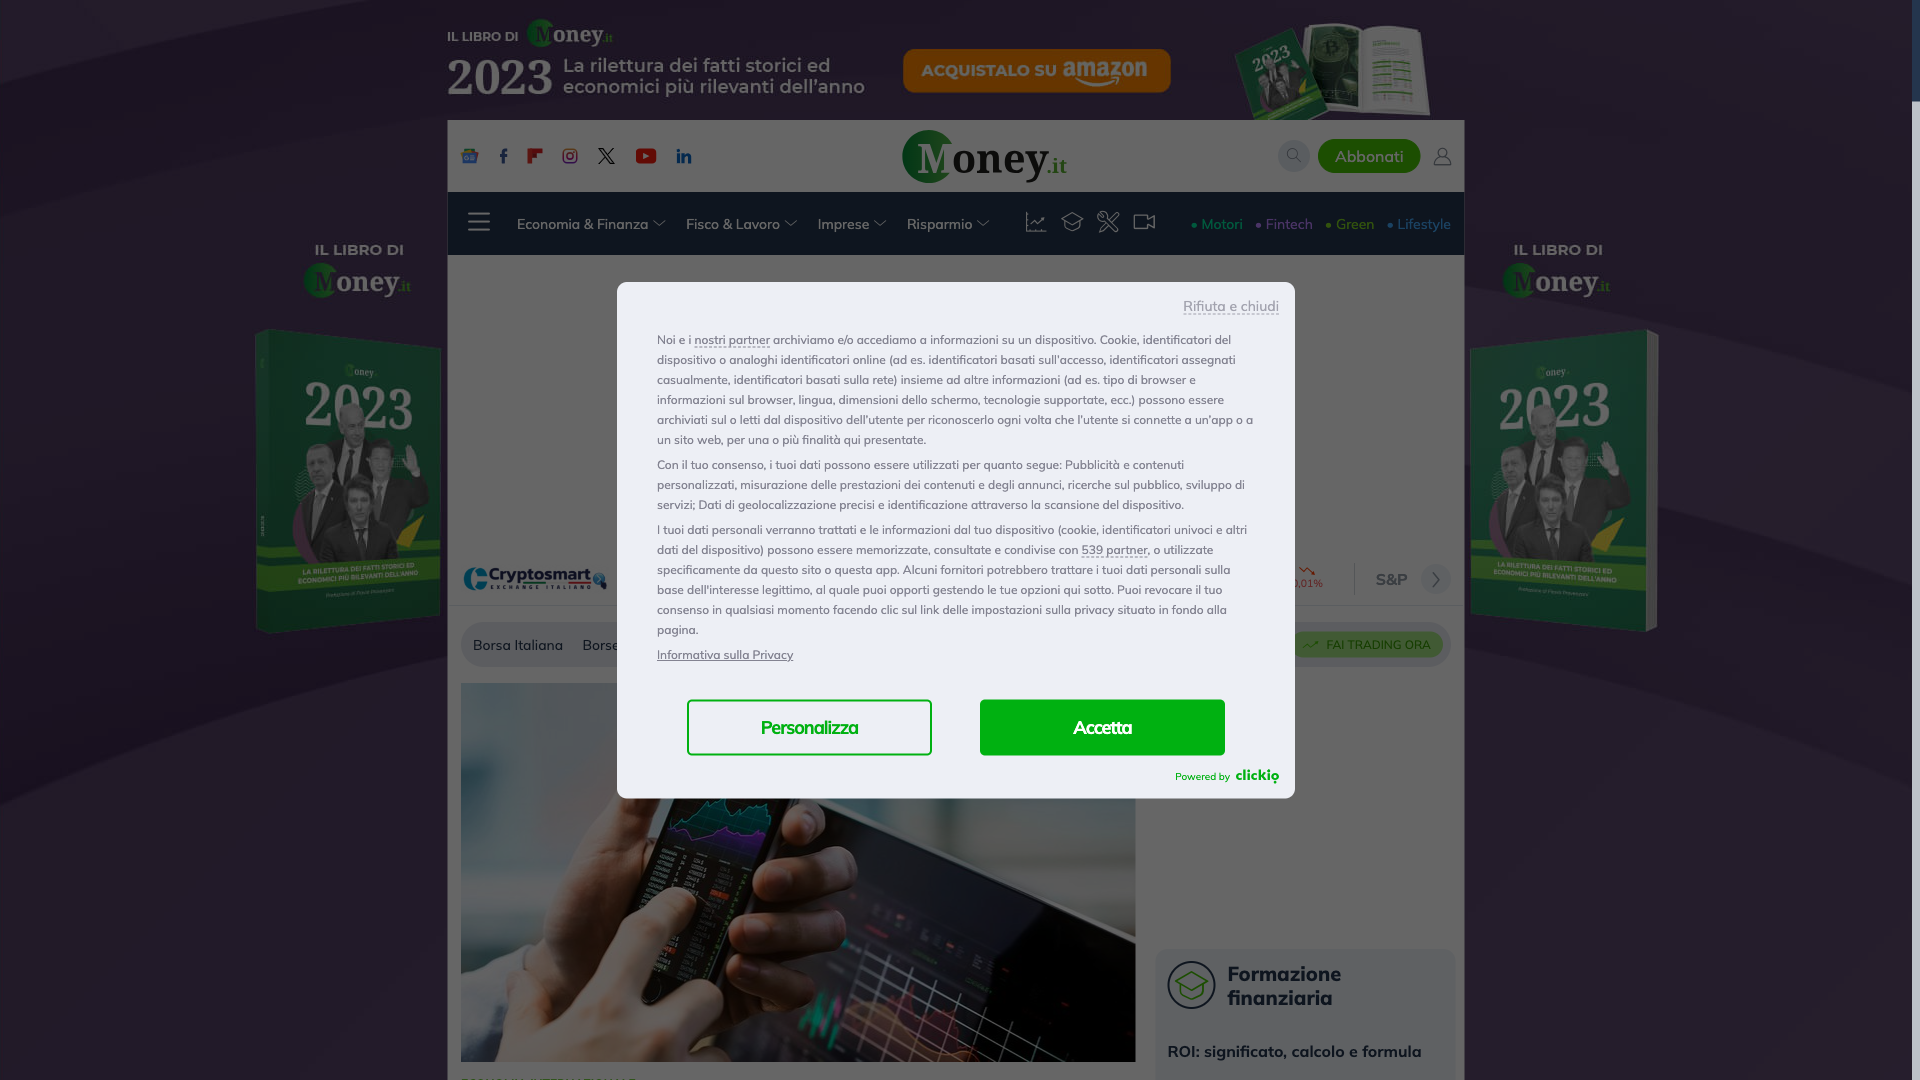 IL LIBRO DI Money.it
2023 La rilettura dei fatti storici ed
economici più rilevanti dell'anno
ACQUISTALO SU amazon
2023
Money.it
Abbonati
Economia & Finanza
Fisco & Lavoro
Imprese
Risparmio
• Motori
• Fintech
• Green
• Lifestyle
IL LIBRO DI
Money.it
IL LIBRO DI
Money.it
Rifiuta e chiudi
Noi e i nostri partner archiviamo e/o accediamo a informazioni su un dispositivo. Cookie, identificatori del
dispositivo o analoghi identificatori online (ad es. identificatori basati sull'accesso, identificatori assegnati
casualmente, identificatori basati sulla rete) insieme ad altre informazioni (ad es. tipo di browser e
informazioni sul browser, lingua, dimensioni dello schermo, tecnologie supportate, ecc.) possono essere
archiviati sul o letti dal dispositivo dell'utente per riconoscerlo ogni volta che l'utente si connette a un'app o a
un sito web, per una o più finalità qui presentate.
Con il tuo consenso, i tuoi dati possono essere utilizzati per quanto segue: Pubblicità e contenuti
personalizzati, misurazione delle prestazioni dei contenuti e degli annunci, ricerche sul pubblico, sviluppo di
servizi; Dati di geolocalizzazione precisi e identificazione attraverso la scansione del dispositivo.
I tuoi dati personali verranno trattati e le informazioni dal tuo dispositivo (cookie, identificatori univoci e altri
dati del dispositivo) possono essere memorizzate, consultate e condivise con 539 partner, o utilizzate
specificamente da questo sito o questa app. Alcuni fornitori potrebbero trattare i tuoi dati personali sulla
base dell'interesse legittimo, al quale puoi opporti gestendo le tue opzioni qui sotto. Puoi revocare il tuo
consenso in qualsiasi momento facendo clic sul link delle impostazioni sulla privacy situato in fondo alla
pagina.
Informativa sulla Privacy
Personalizza
Accetta
Powered by clickio
Money
2023
2023
LA RILETTURA DEI FATTI STORICI ED
ECONOMICI PIÙ RILEVANTI DELL'ANNO
Money
2023
LA RILETTURA DEI FATTI STORICI ED
ECONOMICI PIÙ RILEVANTI DELL'ANNO
Cryptosmart
EXCHANGE ITALIANO
0,01%
S&P
Borsa Italiana
Borse
FAI TRADING ORA
Formazione
finanziaria
ROI: significato, calcolo e formula